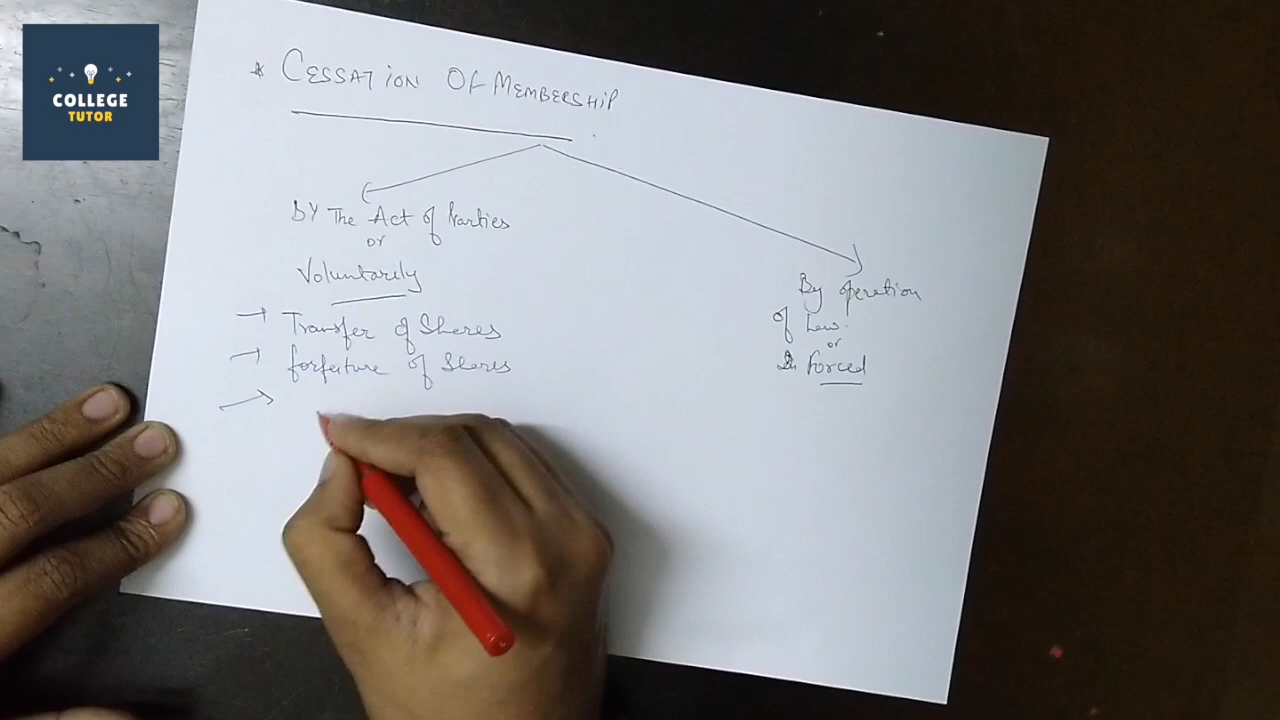 COLLEGE
TUTOR
* CESSATION OF MEMBERSHIP
BY The Act of Parties
or
Voluntarily
→ Transfer of Shares
→ forfeiture of Shares
→
By operation
of Law.
or
Forced